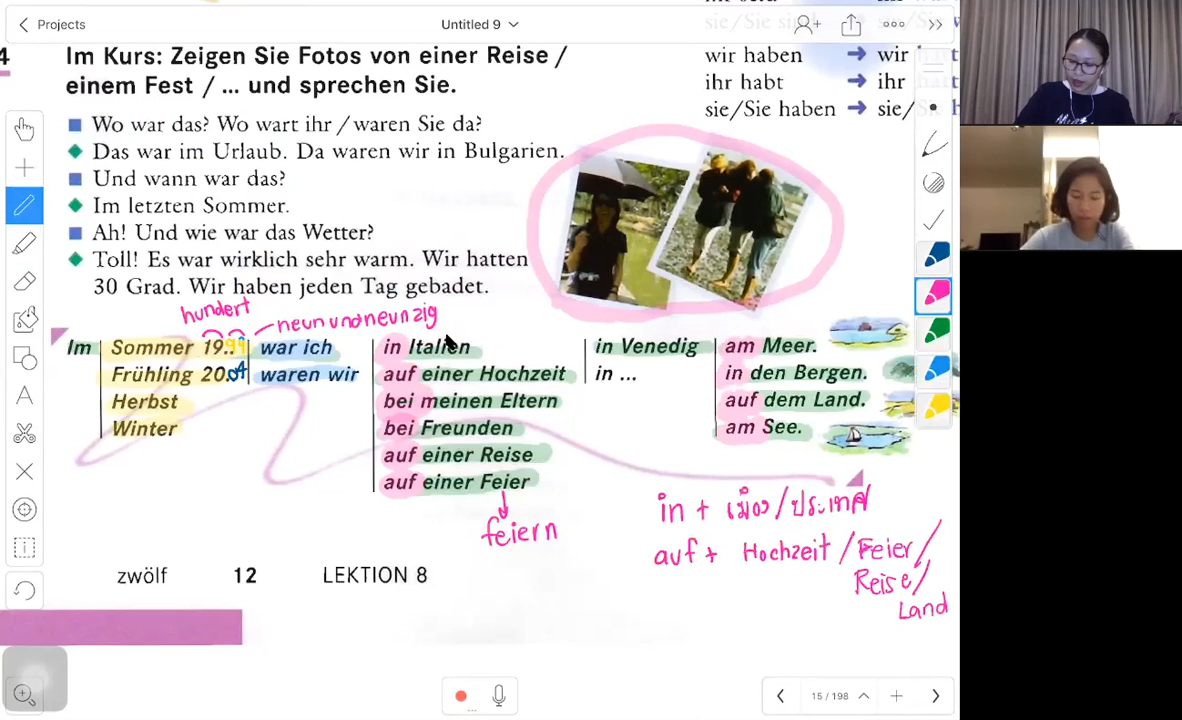 Projects
Untitled 9
sie/Sie
4
Im Kurs: Zeigen Sie Fotos von einer Reise /
einem Fest / ... und sprechen Sie.
wir haben → wir
ihr habt → ihr
sie/Sie haben → sie/
Wo war das? Wo wart ihr / waren Sie da?
Das war im Urlaub. Da waren wir in Bulgarien.
Und wann war das?
Im letzten Sommer.
Ah! Und wie war das Wetter?
Toll! Es war wirklich sehr warm. Wir hatten
30 Grad. Wir haben jeden Tag gebadet.
hundert
neunundneunzig
Im Sommer 19..99 war ich in Italien in Venedig am Meer.
Frühling 20.. waren wir auf einer Hochzeit in ... in den Bergen.
Herbst bei meinen Eltern auf dem Land.
Winter bei Freunden am See.
auf einer Reise
auf einer Feier
feiern
in + เมือง/ประเทศ
auf + Hochzeit / Feier /
Reise /
Land
zwölf 12 LEKTION 8
15 / 198